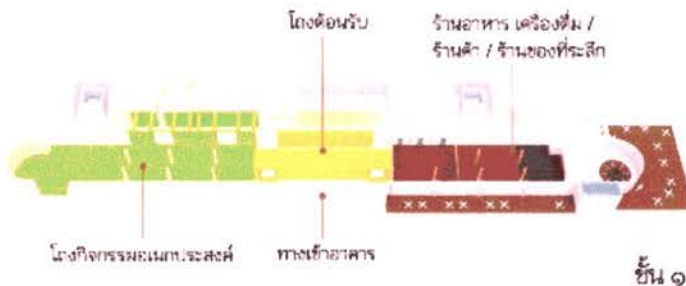 โถงต้อนรับ
ร้านอาหาร เครื่องดื่ม /
ร้านค้า / ร้านของที่ระลึก
โถงกิจกรรมอเนกประสงค์
ทางเข้าอาคาร
ชั้น ๑